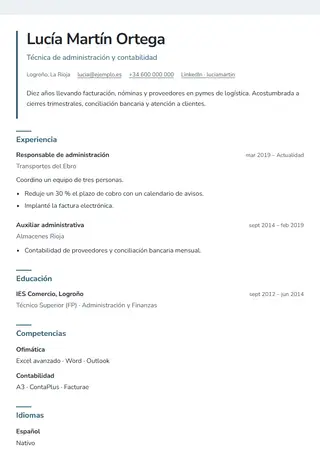 Lucía Martín Ortega
Técnica de administración y contabilidad
Logroño, La Rioja lucia@ejemplo.es +34 600 000 000 LinkedIn · luciamartin
Diez años llevando facturación, nóminas y proveedores en pymes de logística. Acostumbrada a
cierres trimestrales, conciliación bancaria y atención a clientes.
Experiencia
Responsable de administración mar 2019 – Actualidad
Transportes del Ebro
Coordino un equipo de tres personas.
• Reduje un 30 % el plazo de cobro con un calendario de avisos.
• Implanté la factura electrónica.
Auxiliar administrativa sept 2014 – feb 2019
Almacenes Rioja
• Contabilidad de proveedores y conciliación bancaria mensual.
Educación
IES Comercio, Logroño sept 2012 – jun 2014
Técnico Superior (FP) · Administración y Finanzas
Competencias
Ofimática
Excel avanzado · Word · Outlook
Contabilidad
A3 · ContaPlus · Facturae
Idiomas
Español
Nativo